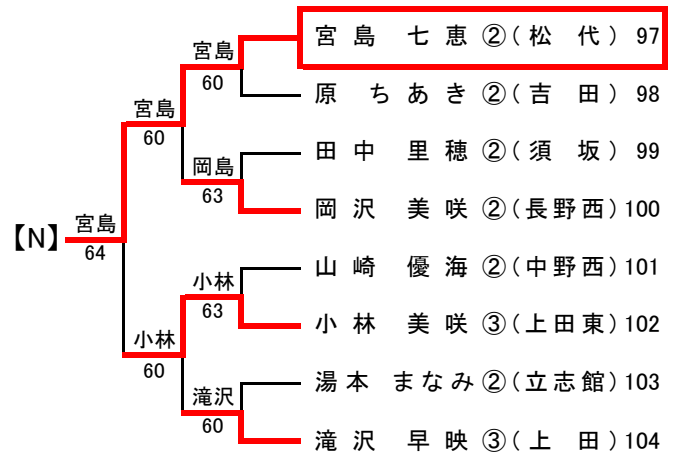 宮島 七恵 ②(松 代) 97
宮島
60
原 ちあき ②(吉 田) 98
宮島
60
田中 里穂 ②(須 坂) 99
岡島
63
岡沢 美咲 ②(長野西) 100
【N】 宮島
64
山崎 優海 ②(中野西) 101
小林
63
小林 美咲 ③(上田東) 102
小林
60
湯本 まなみ ②(立志館) 103
滝沢
60
滝沢 早映 ③(上 田) 104